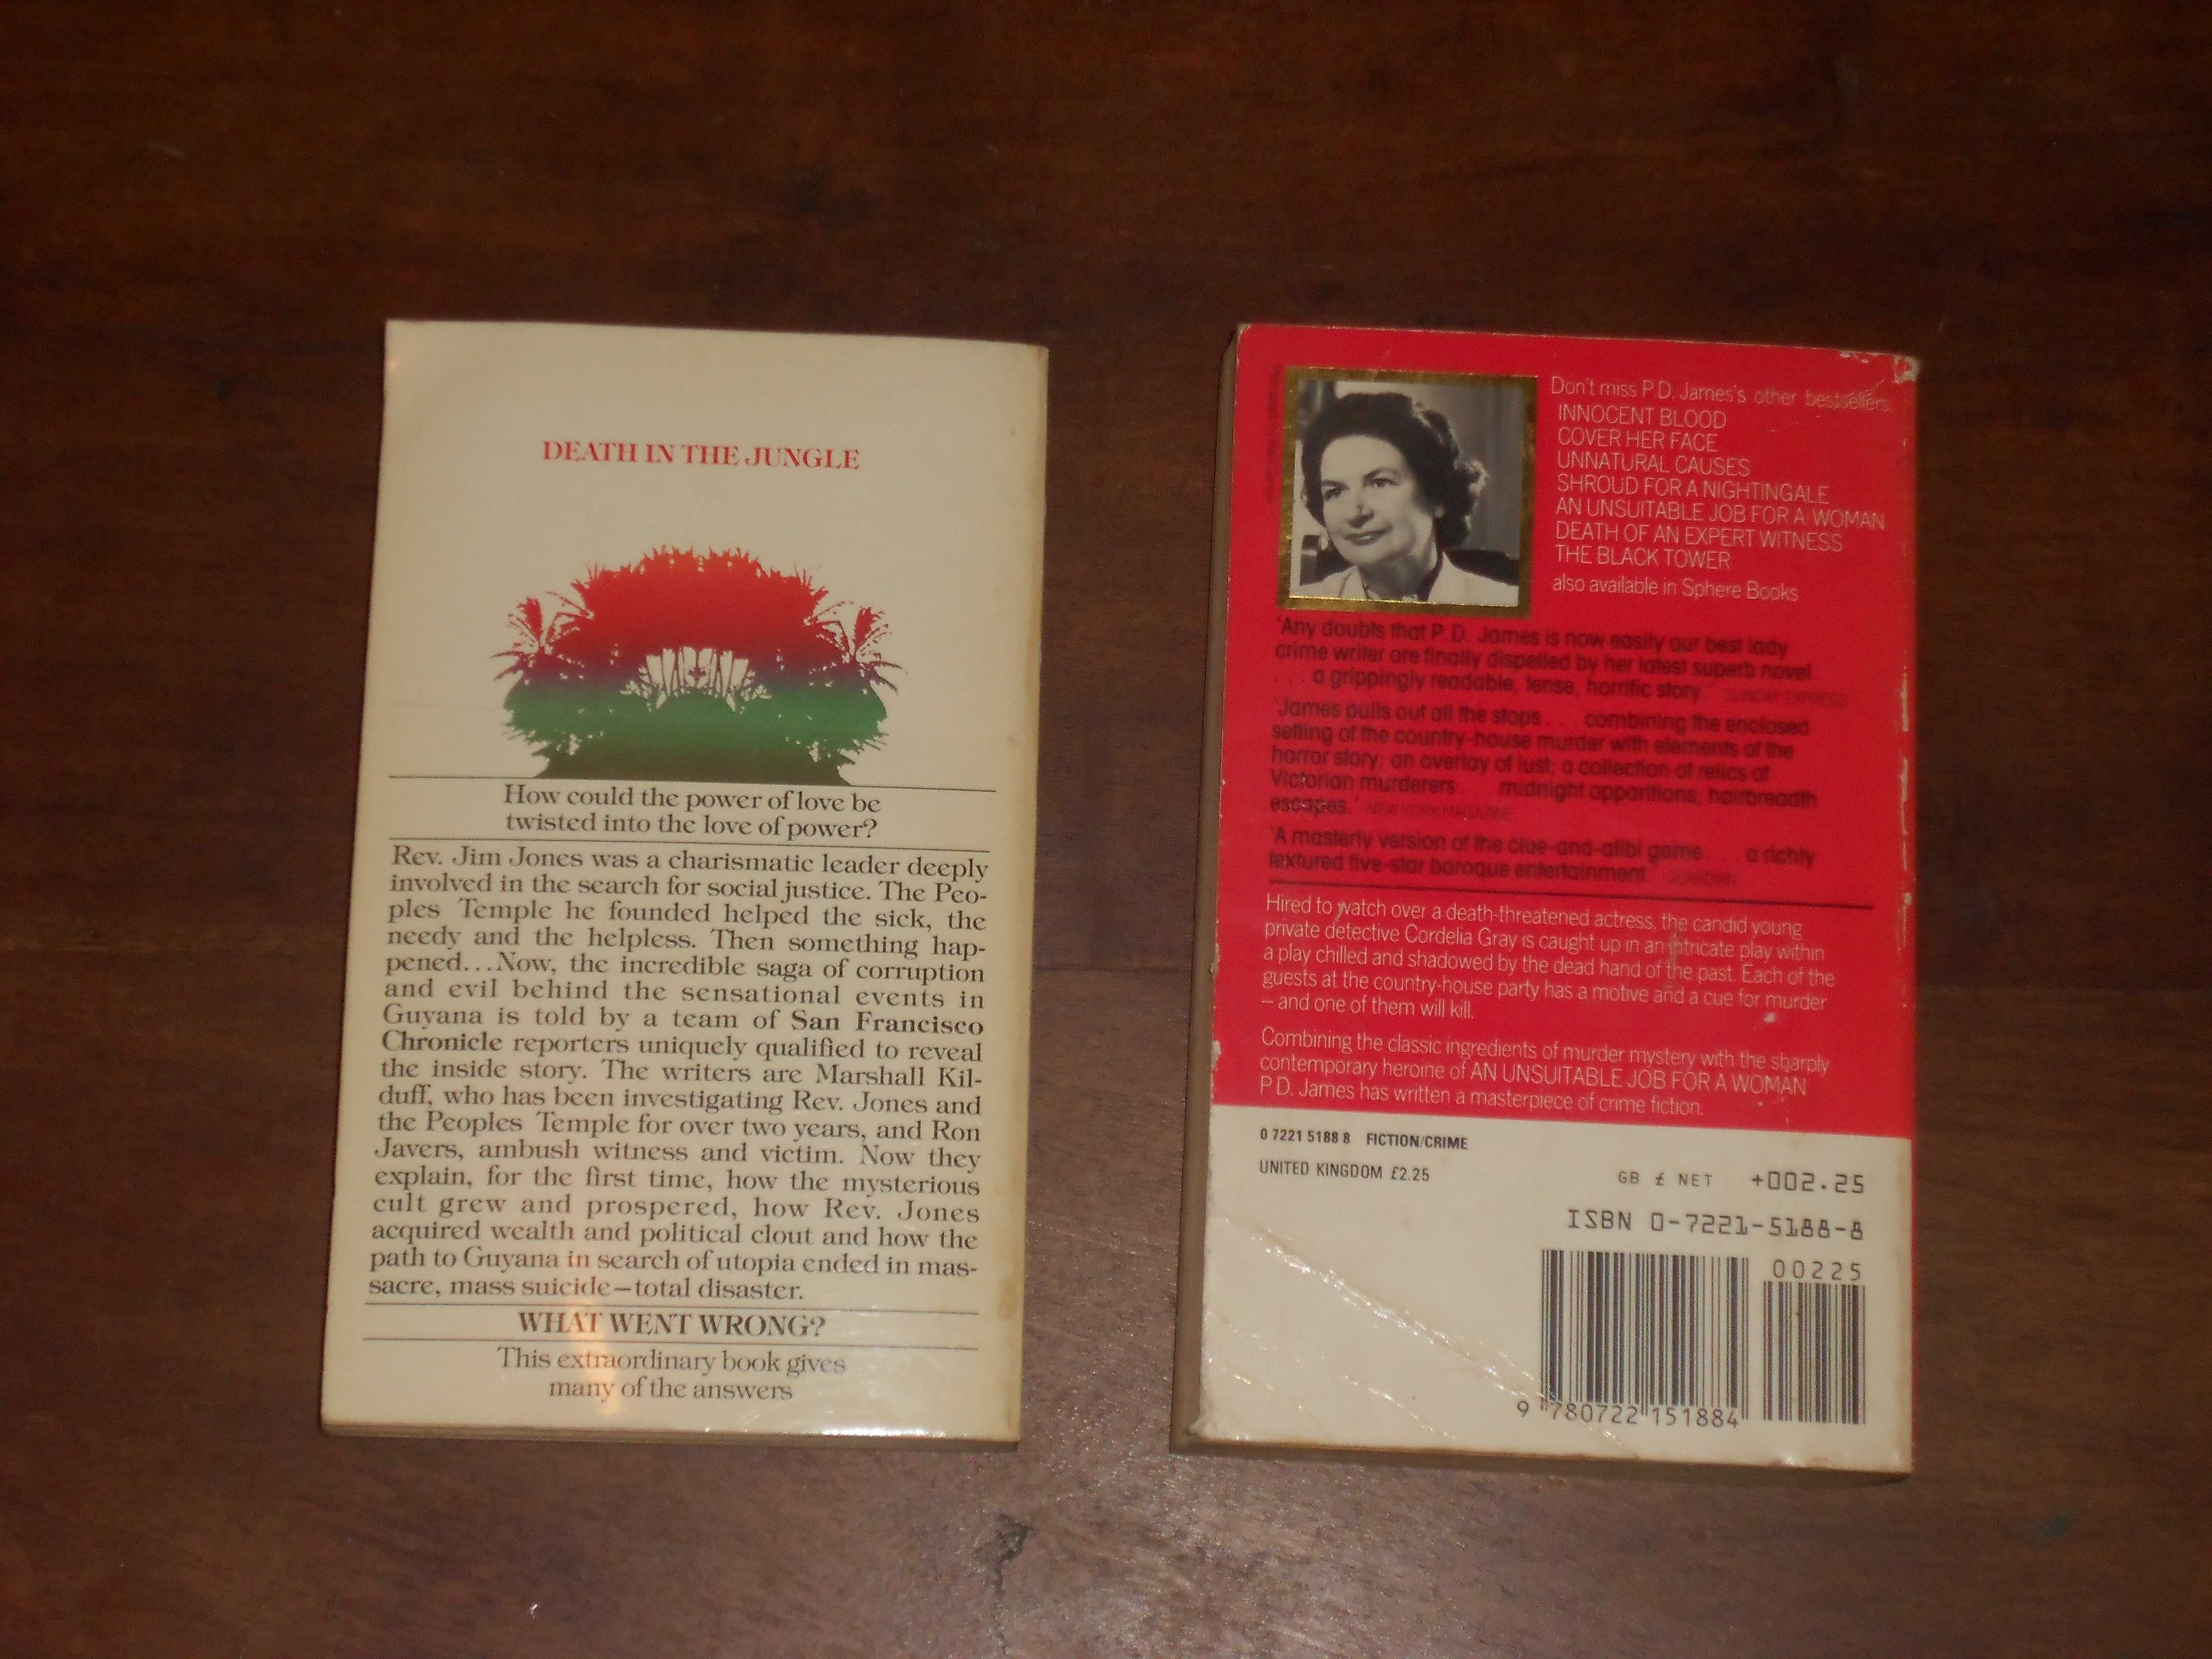 DEATH IN THE JUNGLE
How could the power of love be
twisted into the love of power?
Rev. Jim Jones was a charismatic leader deeply
involved in the search for social justice. The Peo-
ples Temple he founded helped the sick, the
needy and the helpless. Then something hap-
pened...Now, the incredible saga of corruption
and evil behind the sensational events in
Guyana is told by a team of San Francisco
Chronicle reporters uniquely qualified to reveal
the inside story. The writers are Marshall Kil-
duff, who has been investigating Rev. Jones and
the Peoples Temple for over two years, and Ron
Javers, ambush witness and victim. Now they
explain, for the first time, how the mysterious
cult grew and prospered, how Rev. Jones
acquired wealth and political clout and how the
path to Guyana in search of utopia ended in mas-
sacre, mass suicide—total disaster.
WHAT WENT WRONG?
This extraordinary book gives
many of the answers
Don't miss P.D. James's other bestsellers:
INNOCENT BLOOD
COVER HER FACE
UNNATURAL CAUSES
SHROUD FOR A NIGHTINGALE
AN UNSUITABLE JOB FOR A WOMAN
DEATH OF AN EXPERT WITNESS
THE BLACK TOWER
also available in Sphere Books
'Any doubts that P.D. James is now easily our best lady
crime writer are finally dispelled by her latest superb novel
... a grippingly readable, tense, horrific story.' SUNDAY EXPRESS
'James pulls out all the stops ... combining the enclosed
setting of the country-house murder with elements of the
horror story; an overlay of lust; a collection of relics of
Victorian murderers ... midnight apparitions; hairbreadth
escapes.' NEW YORK MAGAZINE
'A masterly version of the clue-and-alibi game ... a richly
textured five-star baroque entertainment.' GUARDIAN
Hired to watch over a death-threatened actress, the candid young
private detective Cordelia Gray is caught up in an intricate play within
a play chilled and shadowed by the dead hand of the past. Each of the
guests at the country-house party has a motive and a cue for murder
– and one of them will kill.
Combining the classic ingredients of murder mystery with the sharply
contemporary heroine of AN UNSUITABLE JOB FOR A WOMAN
P.D. James has written a masterpiece of crime fiction.
0 7221 5188 8 FICTION/CRIME
UNITED KINGDOM £2.25
GB £ NET +002.25
ISBN 0-7221-5188-8
00225
9 780722 151884